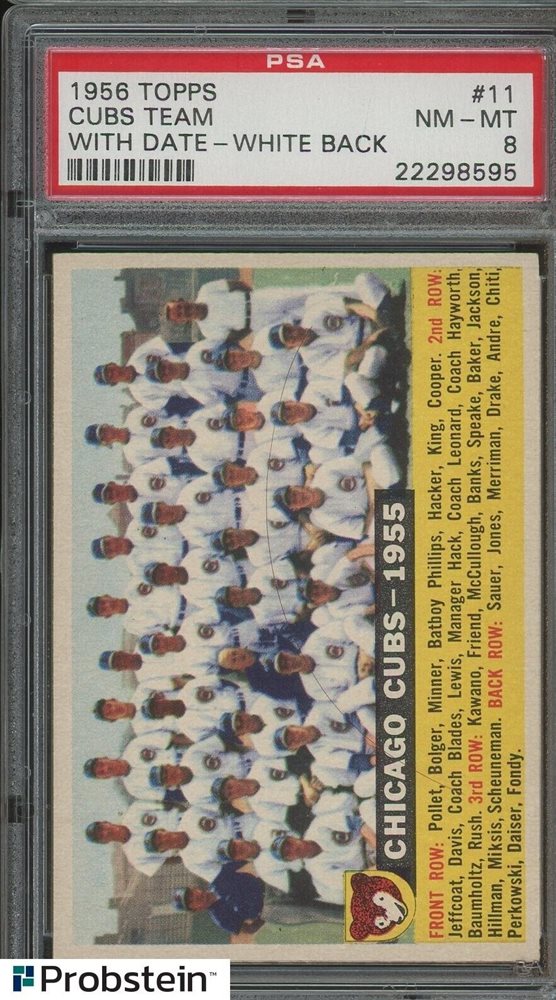 PSA
1956 TOPPS #11
CUBS TEAM NM-MT
WITH DATE-WHITE BACK 8
22298595
CHICAGO CUBS-1955
FRONT ROW: Pollet, Bolger, Minner, Batboy Phillips, Hacker, King, Cooper. 2nd ROW:
Jeffcoat, Davis, Coach Blades, Lewis, Manager Hack, Coach Leonard, Coach Hayworth,
Baumholtz, Rush. 3rd ROW: Kawano, Friend, McCullough, Banks, Speake, Baker, Jackson,
Hillman, Miksis, Scheuneman. BACK ROW: Sauer, Jones, Merriman, Drake, Andre, Chiti,
Perkowski, Daiser, Fondy.
Probstein™